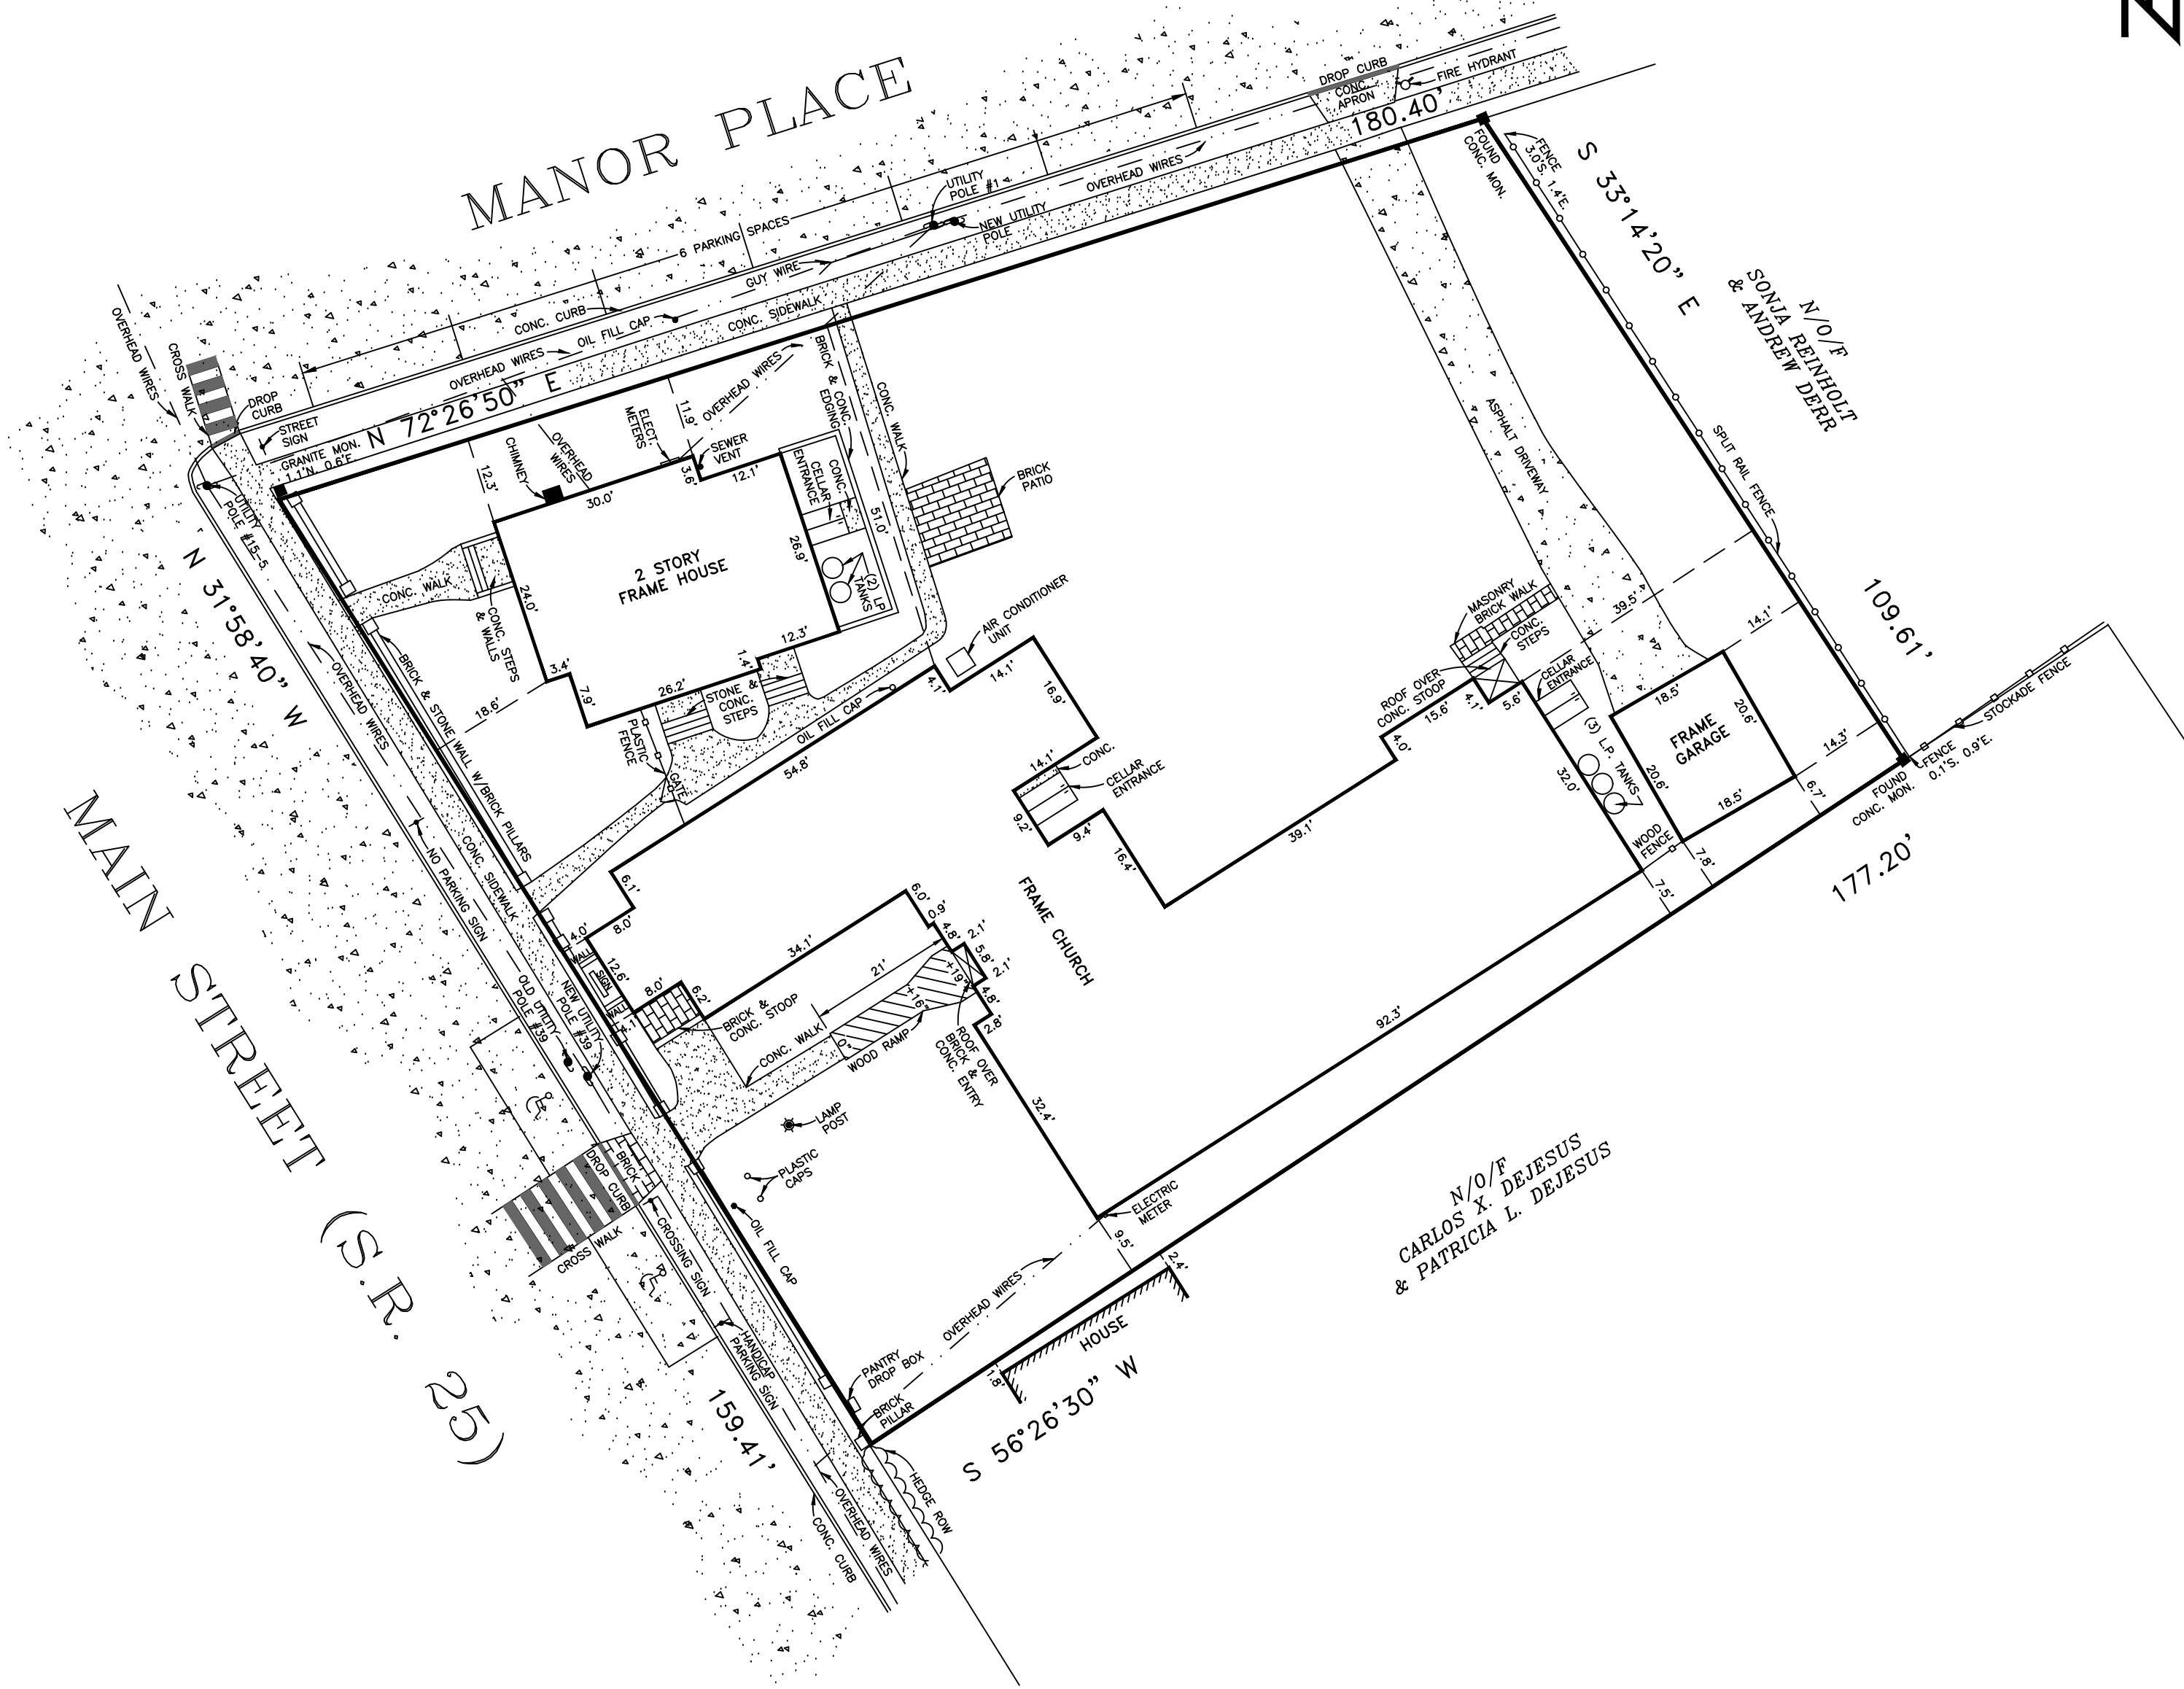 Z
MANOR PLACE
DROP CURB
CONC.
APRON
FIRE HYDRANT
180.40'
FOUND
CONC. MON.
FENCE
3.0'S. 1.4'E.
S 33°14'20" E
N/O/F
SONJA REINHOLT
& ANDREW DERR
UTILITY
POLE #1
OVERHEAD WIRES
NEW UTILITY
POLE
6 PARKING SPACES
GUY WIRE
CONC. CURB
OIL FILL CAP
CONC. SIDEWALK
OVERHEAD WIRES
N 72°26'50" E
OVERHEAD WIRES
CROSS WALK
DROP
CURB
STREET
SIGN
GRANITE MON.
1.1'N. 0.6'E.
UTILITY
POLE #15-5
N 31°58'40" W
12.3'
CHIMNEY
OVERHEAD
WIRES
ELECT.
METERS
11.9'
OVERHEAD WIRES
SEWER
VENT
3.6'
12.1'
30.0'
BRICK & CONC.
EDGING
CONC. WALK
CONC.
CELLAR
ENTRANCE
51.0'
26.9'
(2) LP
TANKS
BRICK
PATIO
2 STORY
FRAME HOUSE
CONC. WALK
CONC. STEPS
& WALLS
24.0'
3.4'
7.9'
18.6'
26.2'
1.4'
12.3'
STONE &
CONC.
STEPS
PLASTIC
FENCE
GATE
OIL FILL CAP
54.8'
4.1'
AIR CONDITIONER
UNIT
14.1'
16.9'
14.1'
CONC.
CELLAR
ENTRANCE
9.2'
9.4'
16.4'
39.1'
4.0'
15.6'
4.1'
5.6'
ROOF OVER
CONC. STOOP
MASONRY
BRICK WALK
CONC.
STEPS
CELLAR
ENTRANCE
ASPHALT DRIVEWAY
SPLIT RAIL FENCE
39.5'
14.1'
109.61'
18.5'
20.6'
FRAME
GARAGE
20.6'
18.5'
14.3'
6.7'
(3) LP TANKS
32.0'
WOOD
FENCE
7.8'
7.5'
FOUND
CONC. MON.
FENCE
0.1'S. 0.9'E.
STOCKADE FENCE
177.20'
OVERHEAD WIRES
BRICK & STONE WALL W/BRICK PILLARS
CONC. SIDEWALK
NO PARKING SIGN
MAIN STREET (S.R. 25)
6.1'
8.0'
4.0'
WALL
SIGN
12.6'
WALL
4.1'
8.0'
6.2'
34.1'
6.0'
0.9'
4.8'
2.1'
5.8'
2.1'
4.8'
2.8'
21'
+19"
+16"
0"
BRICK &
CONC. STOOP
CONC. WALK
WOOD RAMP
ROOF OVER
BRICK &
CONC. ENTRY
FRAME CHURCH
OLD UTILITY
POLE #39
NEW UTILITY
POLE #39
32.4'
92.3'
LAMP
POST
PLASTIC
CAPS
OIL FILL CAP
BRICK
DROP CURB
CROSS WALK
CROSSING SIGN
HANDICAP
PARKING SIGN
ELECTRIC
METER
9.5'
2.4'
OVERHEAD WIRES
HOUSE
1.8'
PANTRY
DROP BOX
BRICK
PILLAR
S 56°26'30" W
N/O/F
CARLOS X. DEJESUS
& PATRICIA L. DEJESUS
159.41'
HEDGE ROW
OVERHEAD WIRES
CONC. CURB